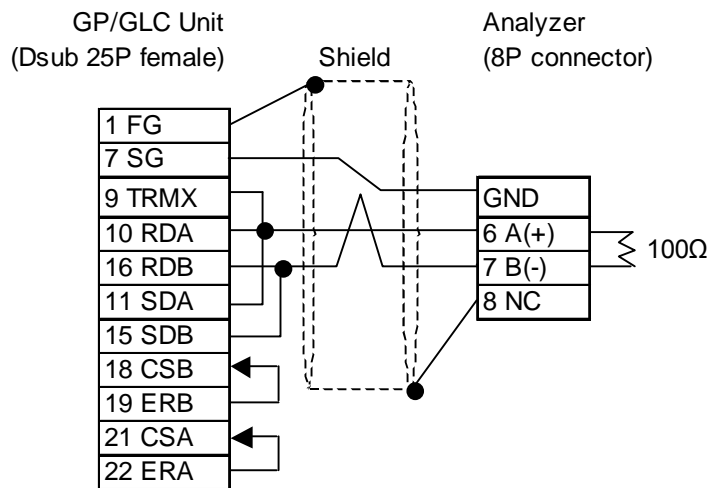 GP/GLC Unit
(Dsub 25P female)
Shield
Analyzer
(8P connector)
1 FG
7 SG
9 TRMX
10 RDA
16 RDB
11 SDA
15 SDB
18 CSB
19 ERB
21 CSA
22 ERA
GND
6 A(+)
7 B(-)
8 NC
100Ω